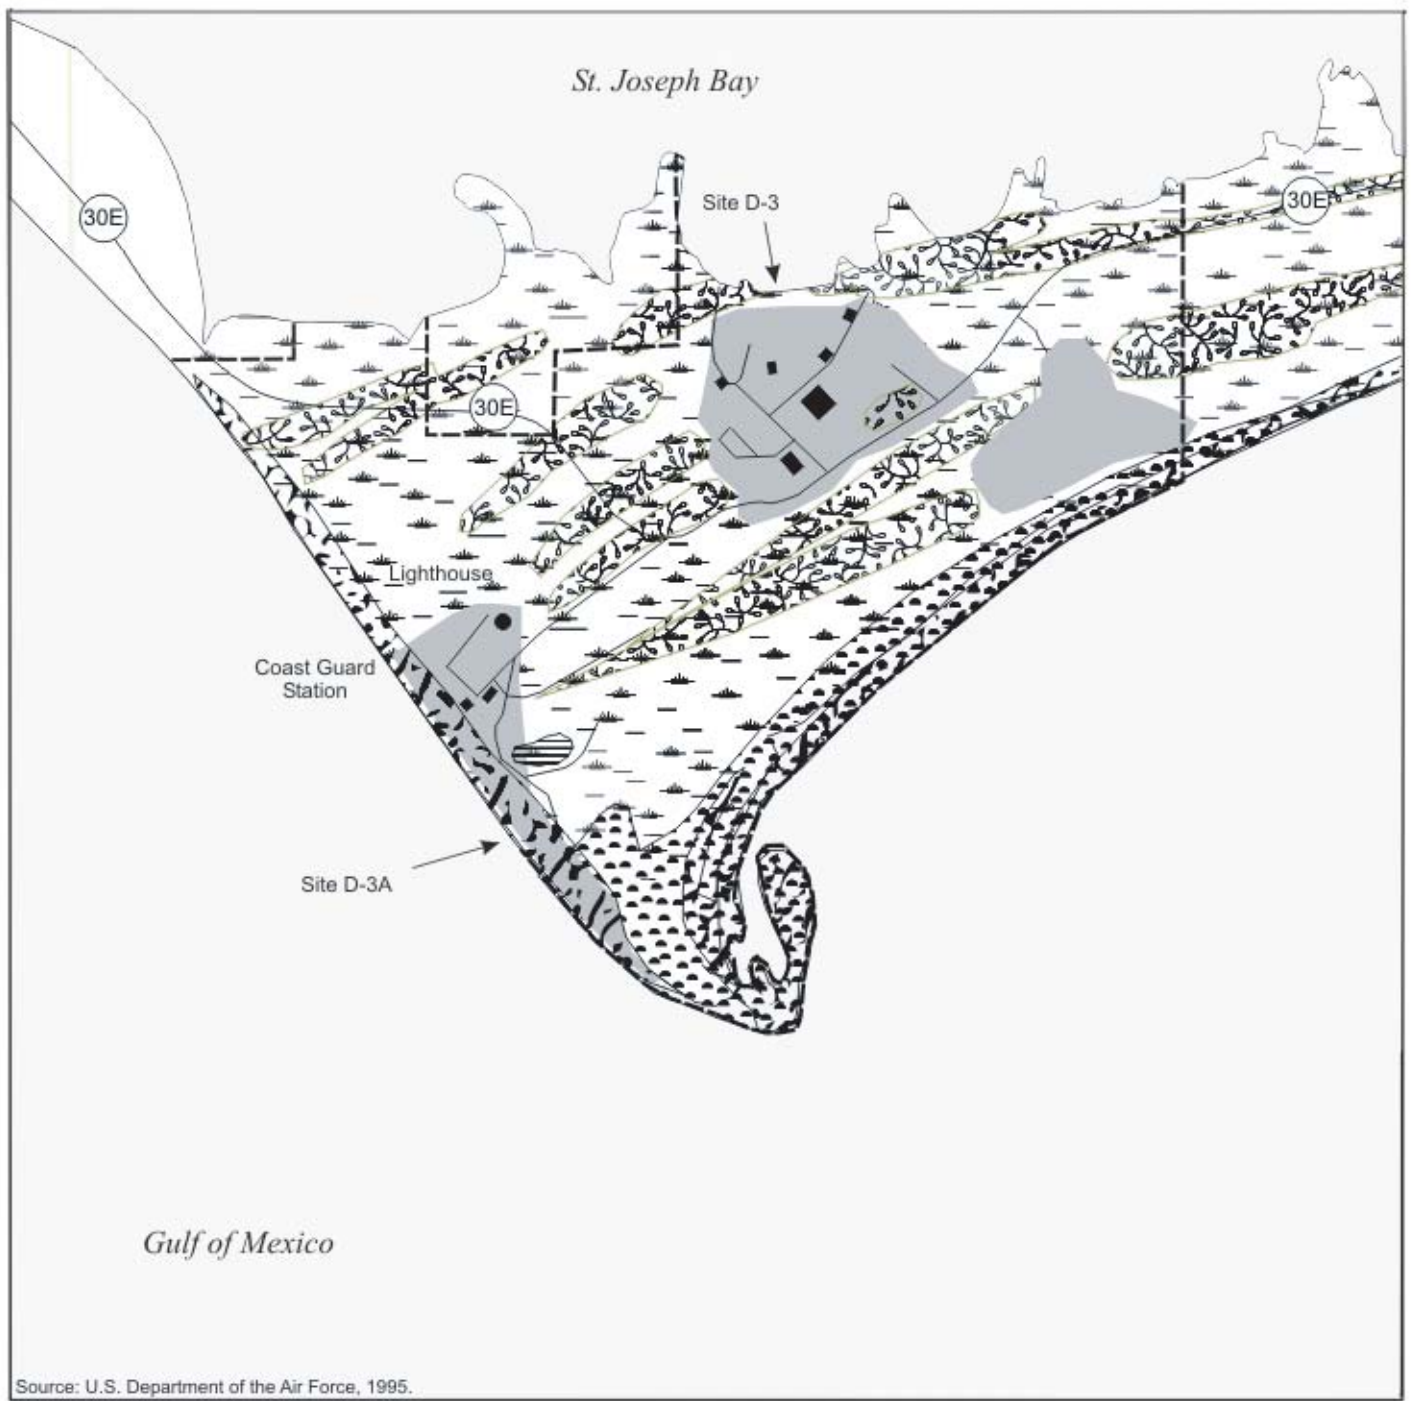 St. Joseph Bay
Site D-3
30E
30E
30E
Lighthouse
Coast Guard
Station
Site D-3A
Gulf of Mexico
Source: U.S. Department of the Air Force, 1995.